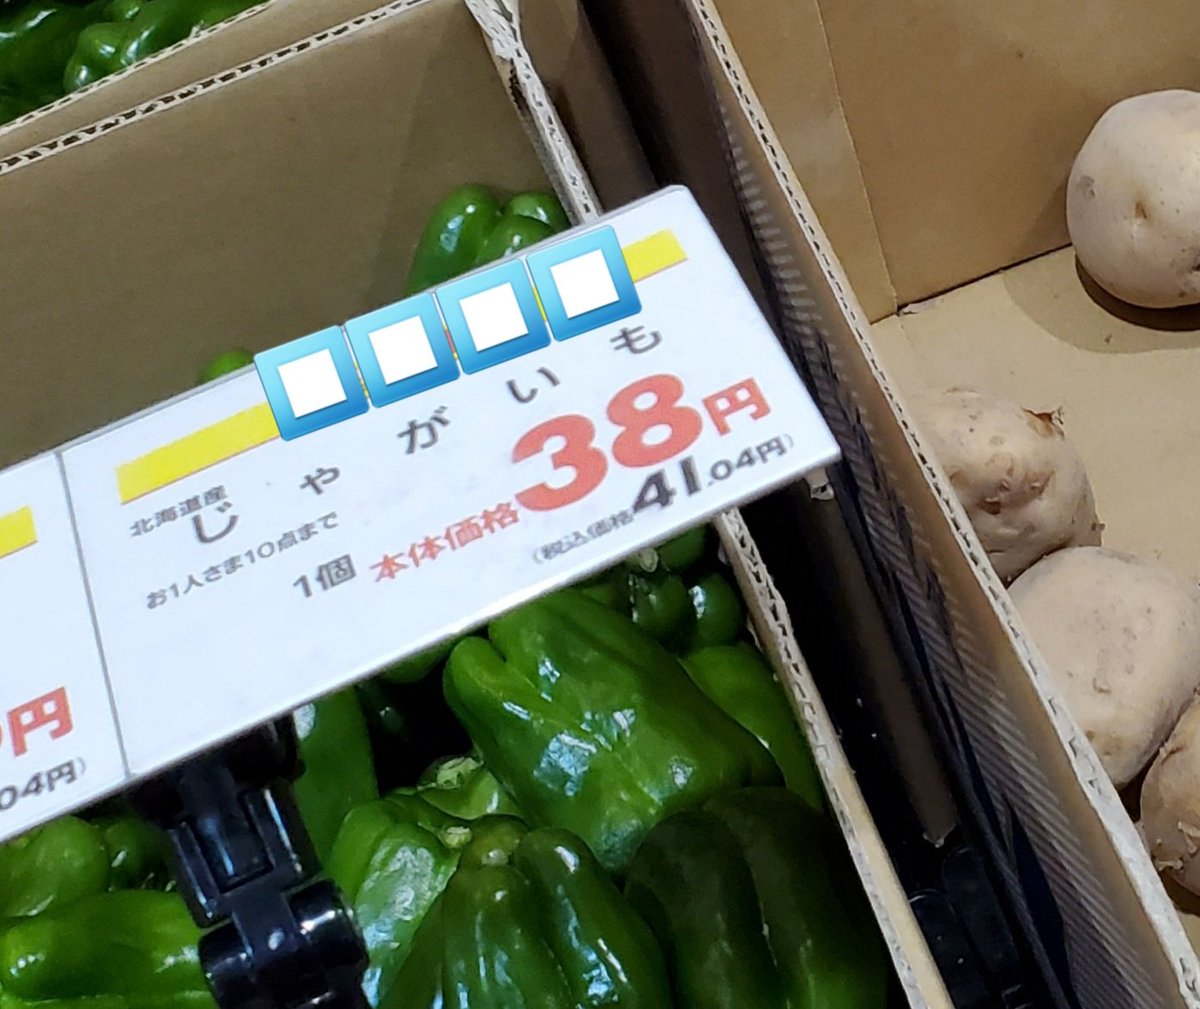 北海道産
じゃがいも
お1人さま10点まで
1個 本体価格38円
(税込価格41.04円)
円
04円)